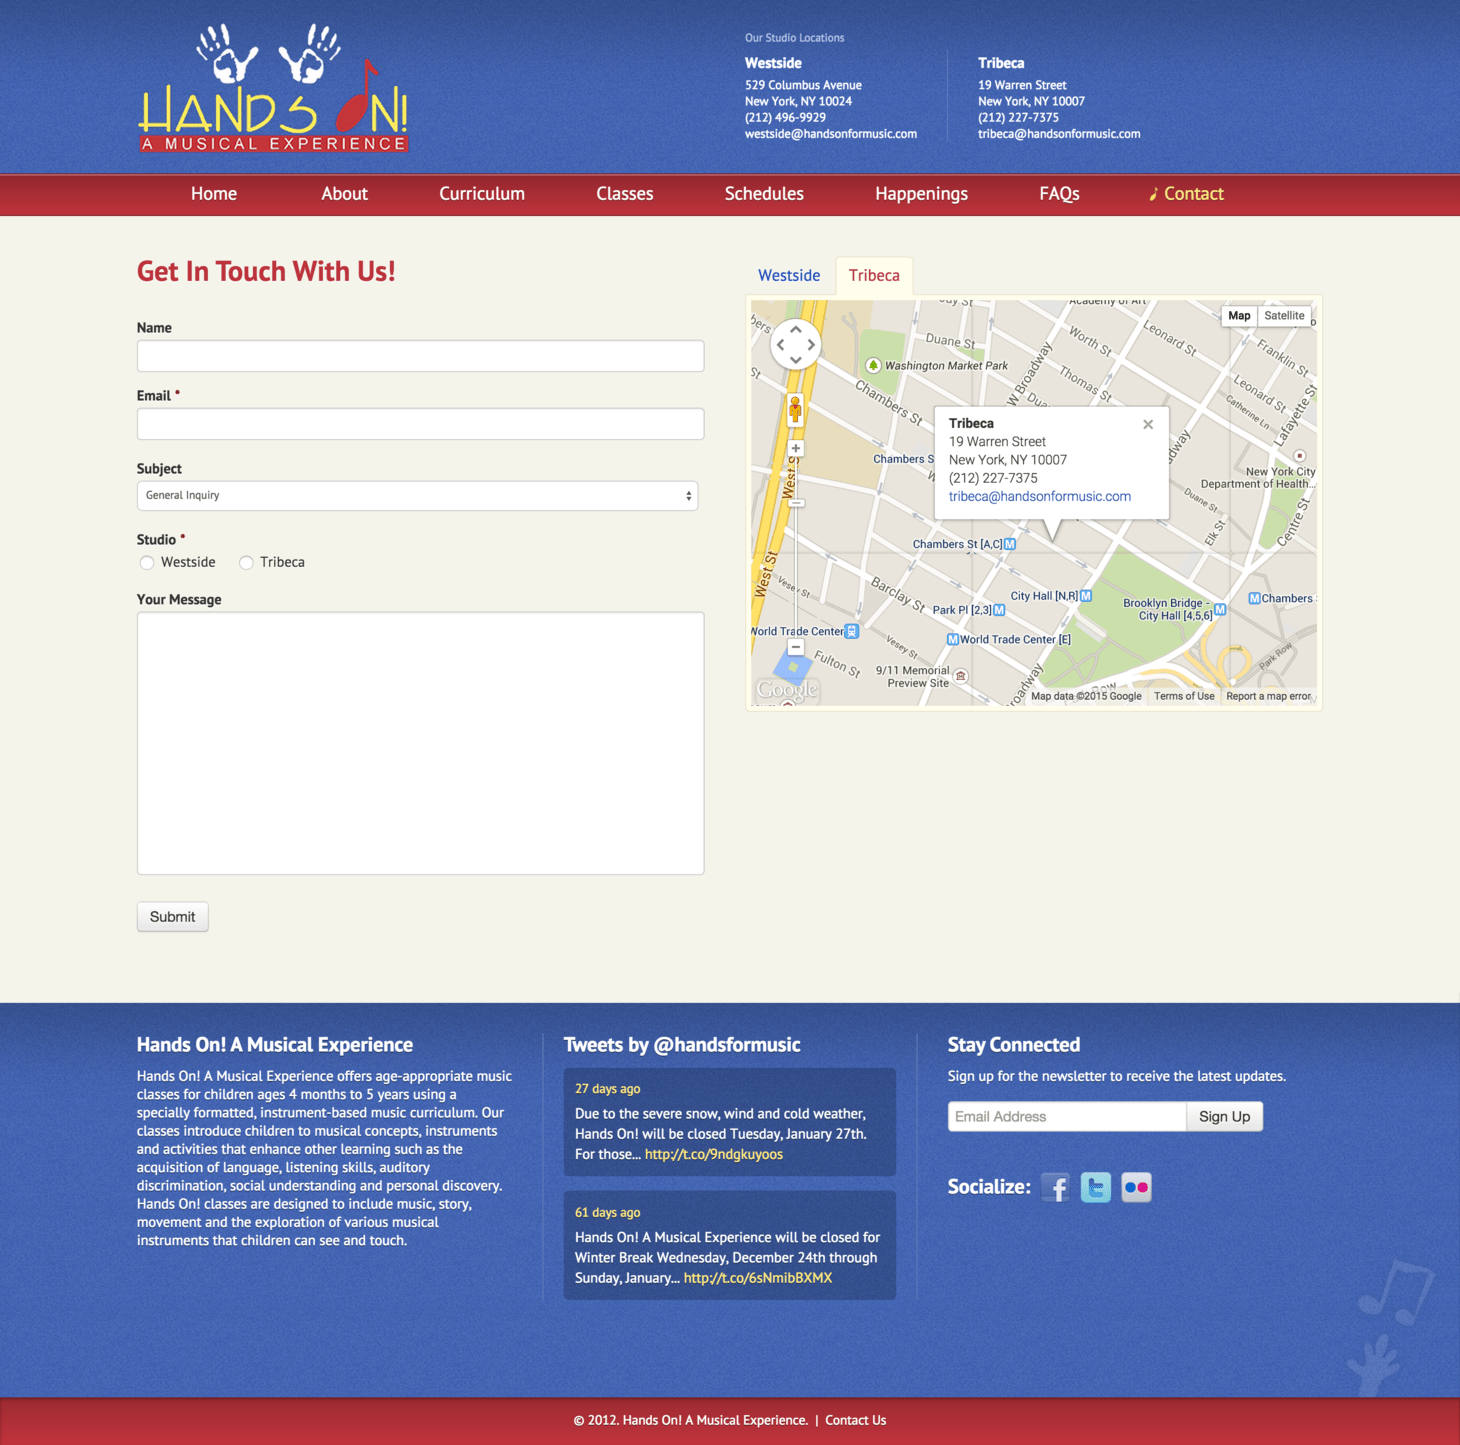 HANDS ON!
A MUSICAL EXPERIENCE
Our Studio Locations
Westside
529 Columbus Avenue
New York, NY 10024
(212) 496-9929
westside@handsonformusic.com
Tribeca
19 Warren Street
New York, NY 10007
(212) 227-7375
tribeca@handsonformusic.com
Home About Curriculum Classes Schedules Happenings FAQs Contact
Get In Touch With Us!
Name
Email *
Subject
General Inquiry
Studio *
Westside Tribeca
Your Message
Submit
Westside Tribeca
Map Satellite
Academy of Art
Duane St
Worth St
Leonard St
Franklin St
Washington Market Park
W Broadway
Thomas St
Leonard St
Catherine Ln
Lafayette St
Chambers St
Chambers S
Tribeca
19 Warren Street
New York, NY 10007
(212) 227-7375
tribeca@handsonformusic.com
New York City
Department of Health...
Duane St
Elk St
Centre St
West St
Chambers St [A,C]
West St
Vesey St
Barclay St
City Hall [N,R]
Park Pl [2,3]
Brooklyn Bridge -
City Hall [4,5,6]
Chambers
World Trade Center
World Trade Center [E]
Vesey St
Fulton St
9/11 Memorial
Preview Site
Park Row
Google
Map data ©2015 Google Terms of Use Report a map error
Hands On! A Musical Experience
Hands On! A Musical Experience offers age-appropriate music
classes for children ages 4 months to 5 years using a
specially formatted, instrument-based music curriculum. Our
classes introduce children to musical concepts, instruments
and activities that enhance other learning such as the
acquisition of language, listening skills, auditory
discrimination, social understanding and personal discovery.
Hands On! classes are designed to include music, story,
movement and the exploration of various musical
instruments that children can see and touch.
Tweets by @handsformusic
27 days ago
Due to the severe snow, wind and cold weather,
Hands On! will be closed Tuesday, January 27th.
For those... http://t.co/9ndgkuyoos
61 days ago
Hands On! A Musical Experience will be closed for
Winter Break Wednesday, December 24th through
Sunday, January... http://t.co/6sNmibBXMX
Stay Connected
Sign up for the newsletter to receive the latest updates.
Email Address Sign Up
Socialize:
© 2012. Hands On! A Musical Experience. | Contact Us